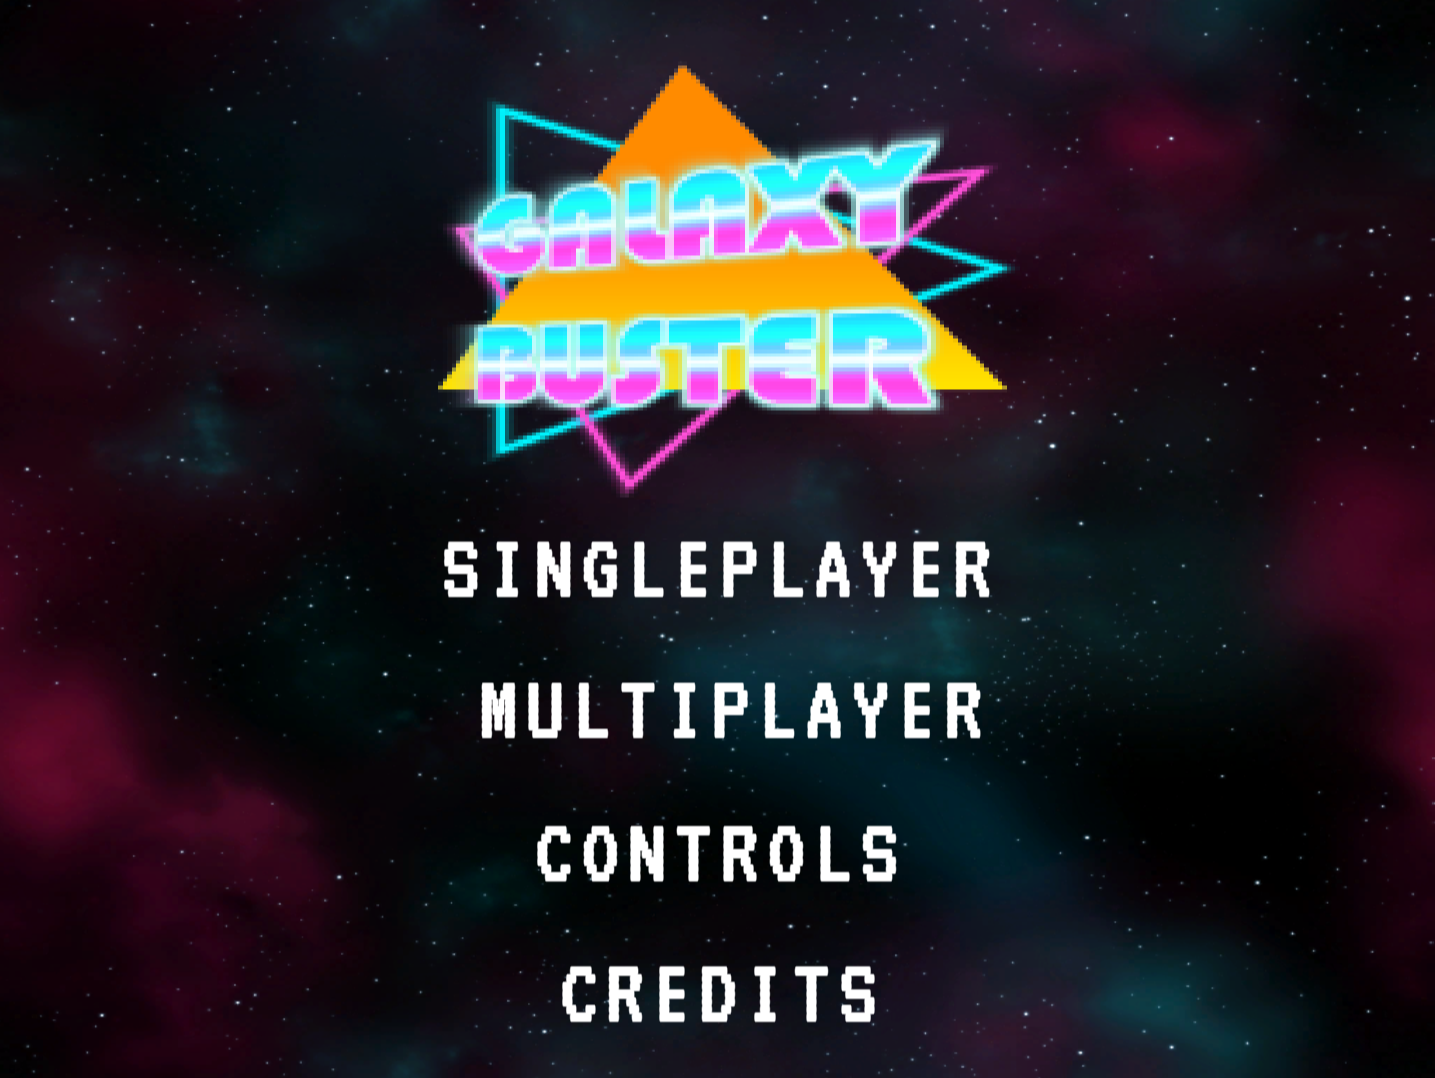 GALAXY
BUSTER
SINGLEPLAYER
MULTIPLAYER
CONTROLS
CREDITS